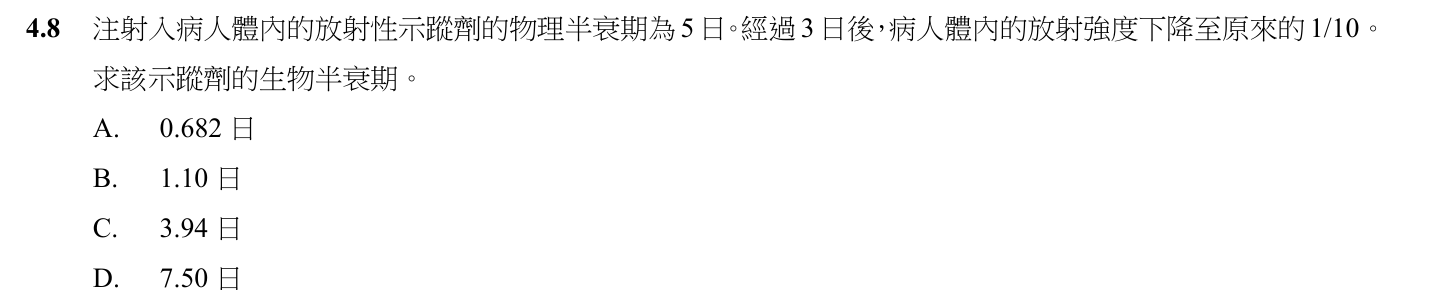 4.8 注射入病人體內的放射性示蹤劑的物理半衰期為 5 日。經過 3 日後,病人體內的放射強度下降至原來的 1/10。
求該示蹤劑的生物半衰期。
A. 0.682 日
B. 1.10 日
C. 3.94 日
D. 7.50 日